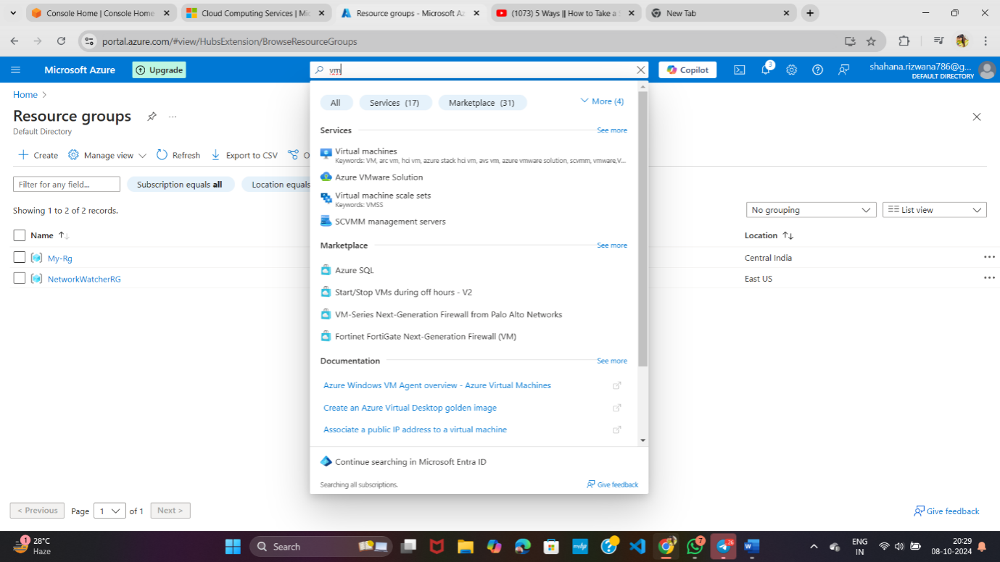 Console Home | Console Home
Cloud Computing Services | Mic
Resource groups - Microsoft Az
(1073) 5 Ways || How to Take a S
New Tab
portal.azure.com/#view/HubsExtension/BrowseResourceGroups
Microsoft Azure
Upgrade
vm
Copilot
3
shahana.rizwana786@g...
DEFAULT DIRECTORY
Home
Resource groups
...
Default Directory
Create
Manage view
Refresh
Export to CSV
O
Filter for any field...
Subscription equals all
Location equals
Showing 1 to 2 of 2 records.
No grouping
List view
Name
Location
My-Rg
Central India
NetworkWatcherRG
East US
All
Services (17)
Marketplace (31)
More (4)
Services
See more
Virtual machines
Keywords: VM, arc vm, hci vm, azure stack hci vm, avs vm, azure vmware solution, scvmm, vmware,V...
Azure VMware Solution
Virtual machine scale sets
Keywords: VMSS
SCVMM management servers
Marketplace
See more
Azure SQL
Start/Stop VMs during off hours - V2
VM-Series Next-Generation Firewall from Palo Alto Networks
Fortinet FortiGate Next-Generation Firewall (VM)
Documentation
See more
Azure Windows VM Agent overview - Azure Virtual Machines
Create an Azure Virtual Desktop golden image
Associate a public IP address to a virtual machine
Continue searching in Microsoft Entra ID
Searching all subscriptions.
Give feedback
< Previous
Page
1
of 1
Next >
Give feedback
1
28°C
Haze
Search
7
26
ENG
IN
20:29
08-10-2024